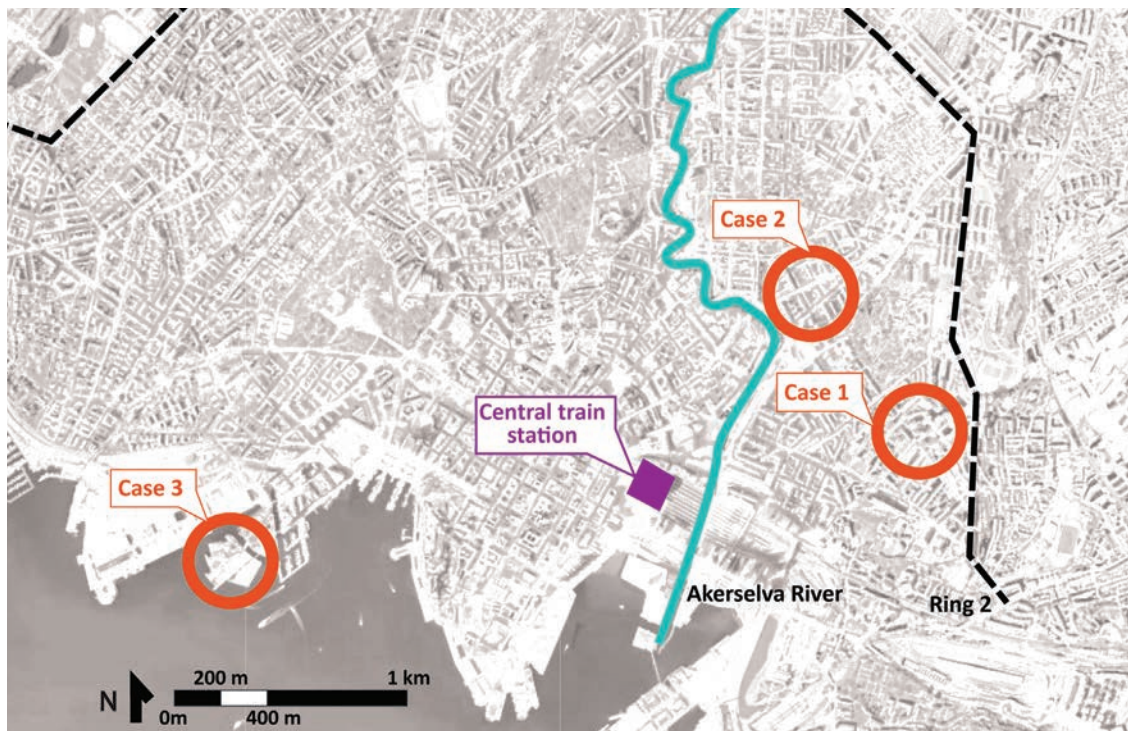 Case 2
Case 1
Central train
station
Case 3
Akerselva River
Ring 2
N
200 m
1 km
0m
400 m